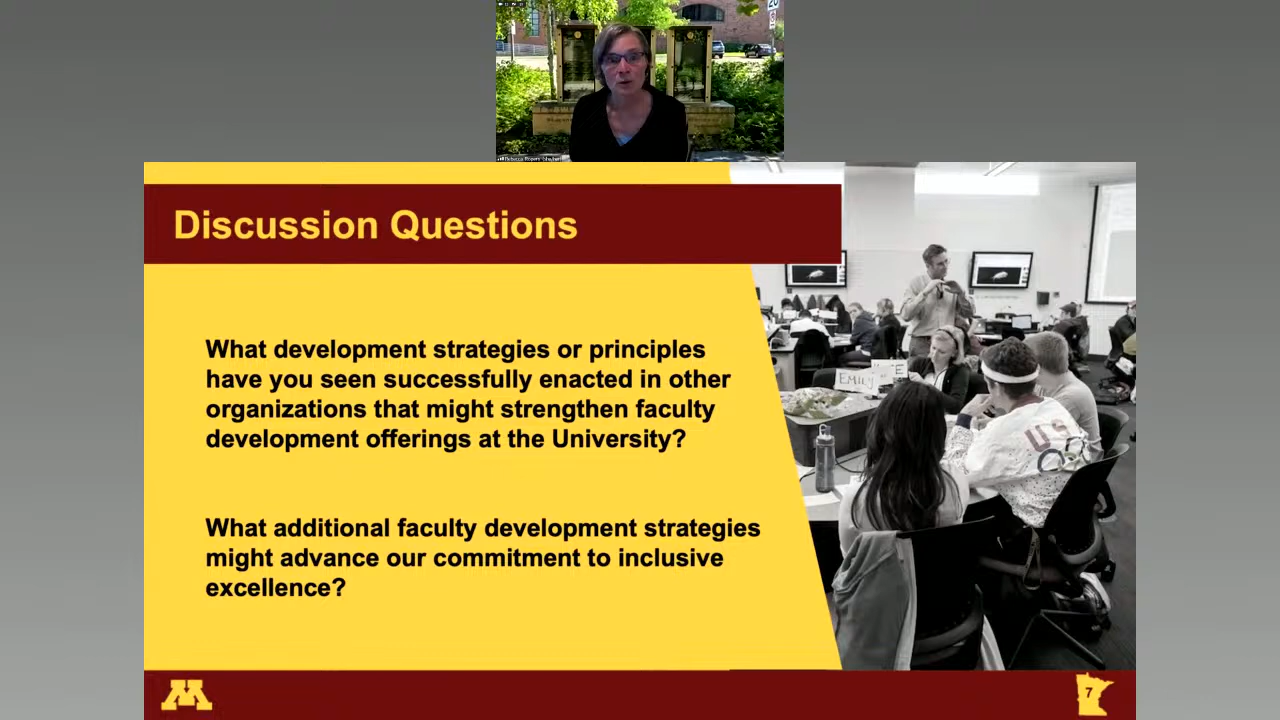 Discussion Questions
What development strategies or principles
have you seen successfully enacted in other
organizations that might strengthen faculty
development offerings at the University?
What additional faculty development strategies
might advance our commitment to inclusive
excellence?
EMILY
US
M
7